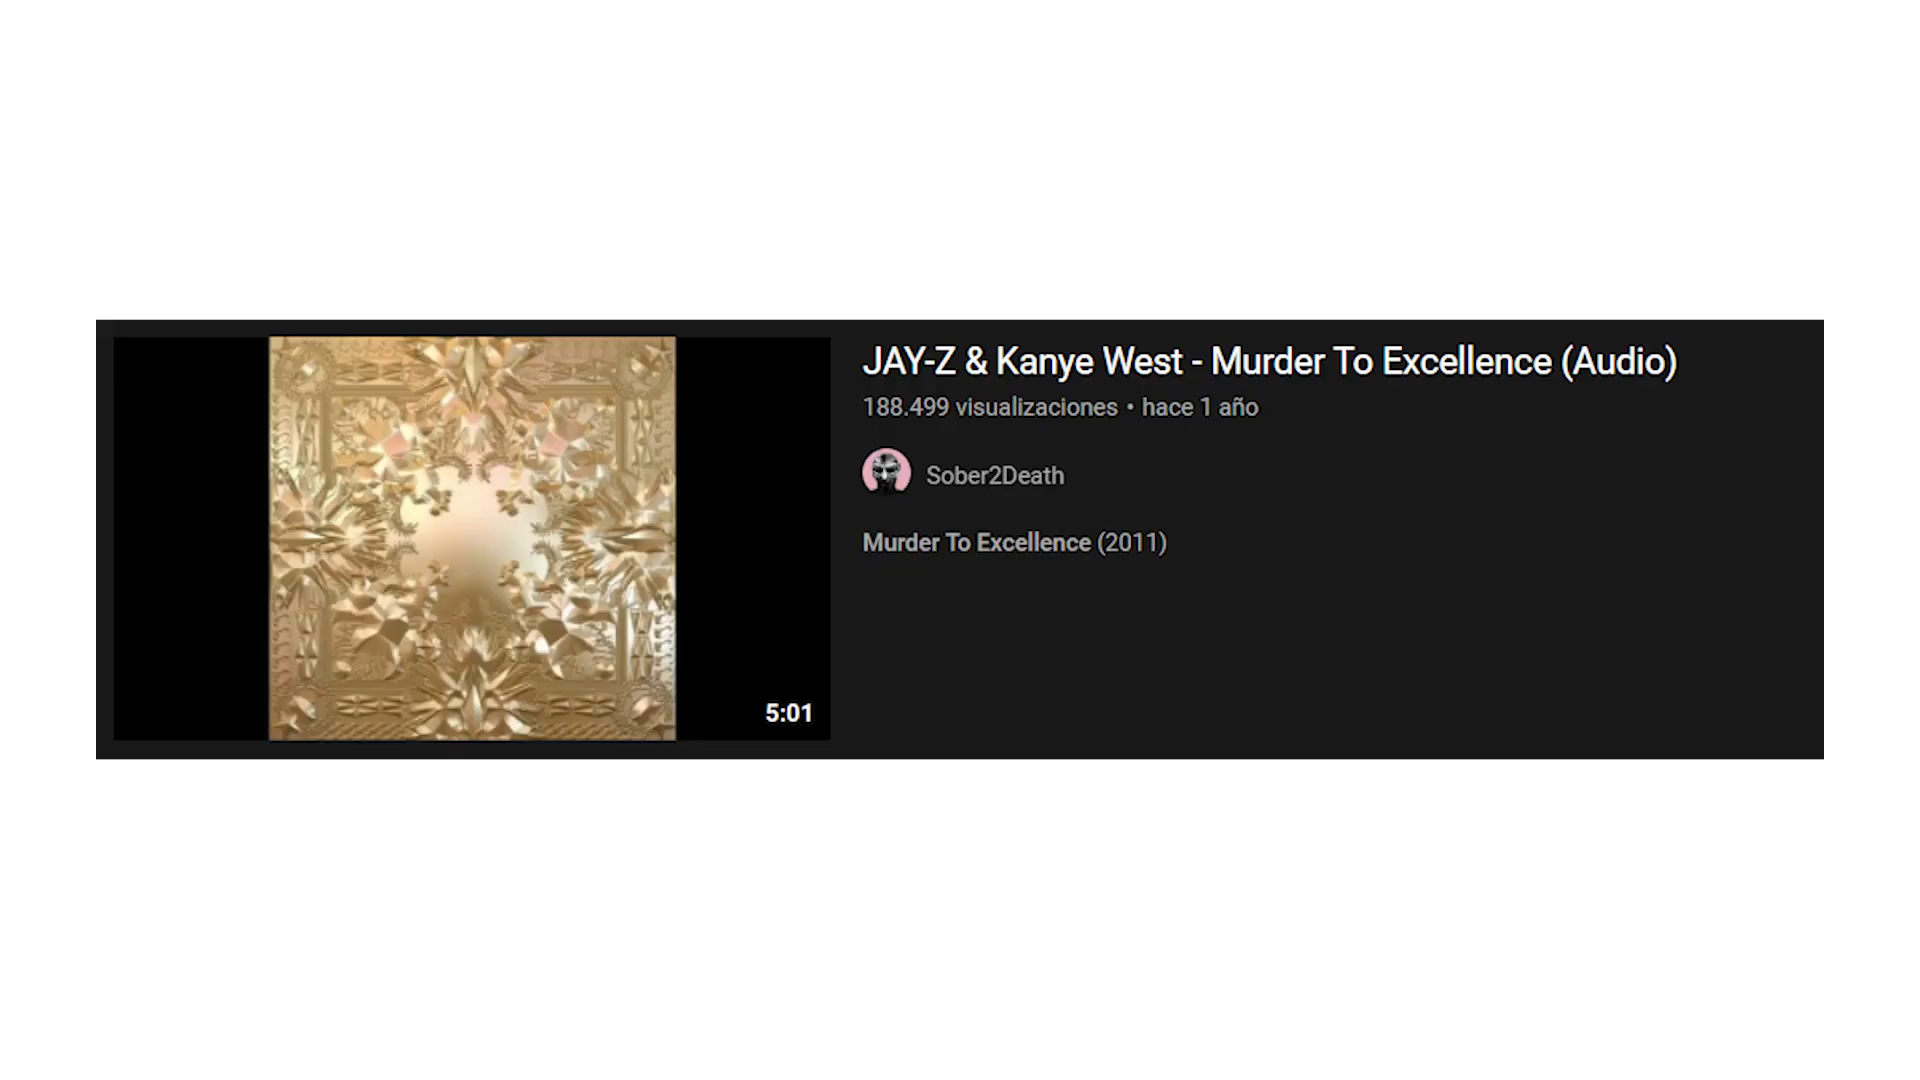 JAY-Z & Kanye West - Murder To Excellence (Audio)
188.499 visualizaciones • hace 1 año
Sober2Death
Murder To Excellence (2011)
5:01